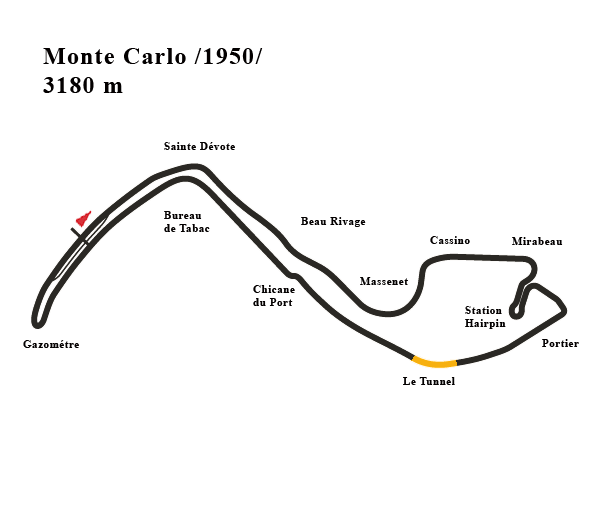 Monte Carlo /1950/
3180 m
Sainte Dévote
Bureau
de Tabac
Beau Rivage
Cassino
Mirabeau
Massenet
Chicane
du Port
Station
Hairpin
Portier
Gazométre
Le Tunnel